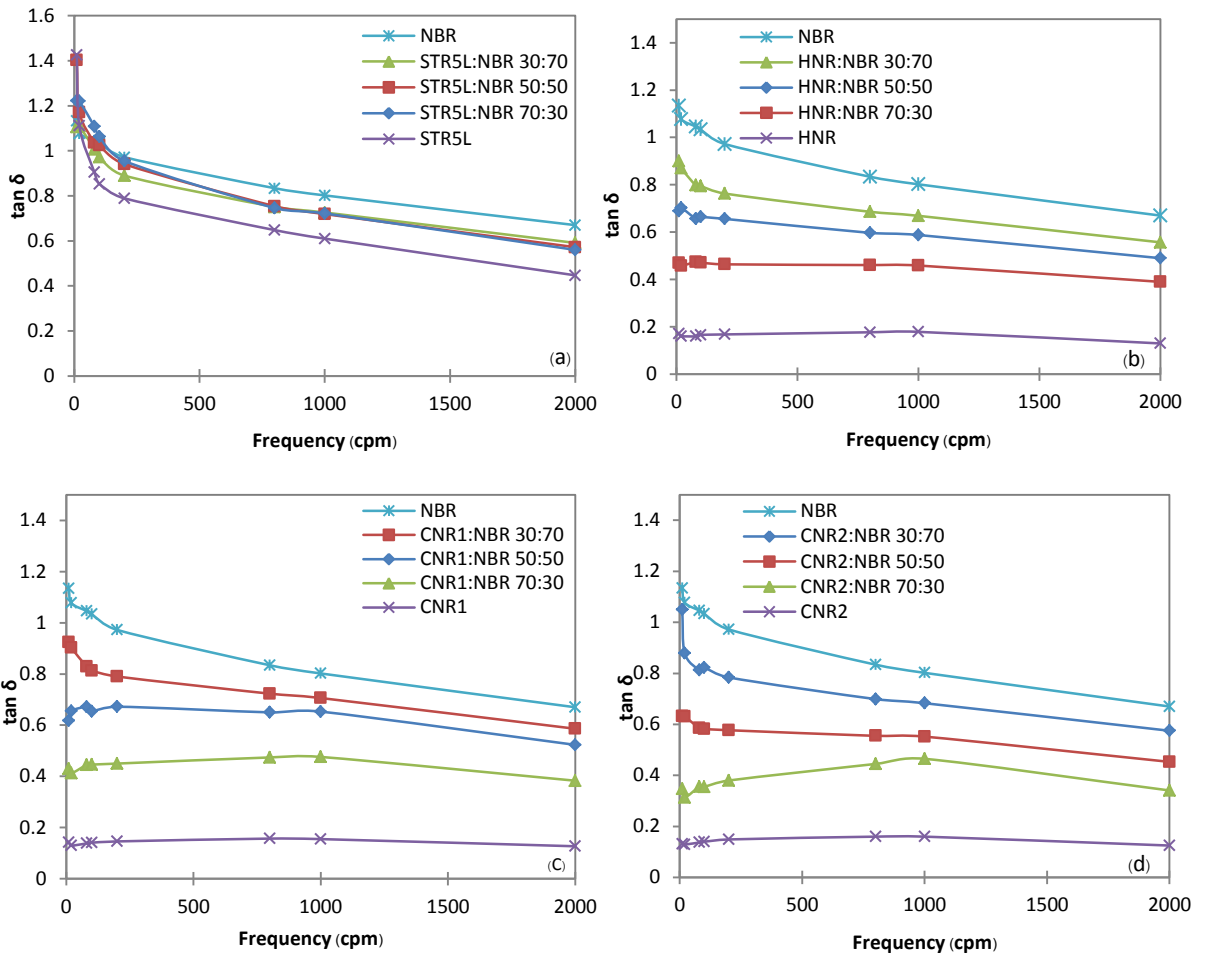 1.6
1.4
1.2
1
0.8
0.6
0.4
0.2
0
tan δ
NBR
STR5L:NBR 30:70
STR5L:NBR 50:50
STR5L:NBR 70:30
STR5L
(a)
0
500
1000
1500
2000
Frequency (cpm)
1.4
1.2
1
0.8
0.6
0.4
0.2
0
tan δ
NBR
HNR:NBR 30:70
HNR:NBR 50:50
HNR:NBR 70:30
HNR
(b)
0
500
1000
1500
2000
Frequency (cpm)
1.4
1.2
1
0.8
0.6
0.4
0.2
0
tan δ
NBR
CNR1:NBR 30:70
CNR1:NBR 50:50
CNR1:NBR 70:30
CNR1
(c)
0
500
1000
1500
2000
Frequency (cpm)
1.4
1.2
1
0.8
0.6
0.4
0.2
0
tan δ
NBR
CNR2:NBR 30:70
CNR2:NBR 50:50
CNR2:NBR 70:30
CNR2
(d)
0
500
1000
1500
2000
Frequency (cpm)